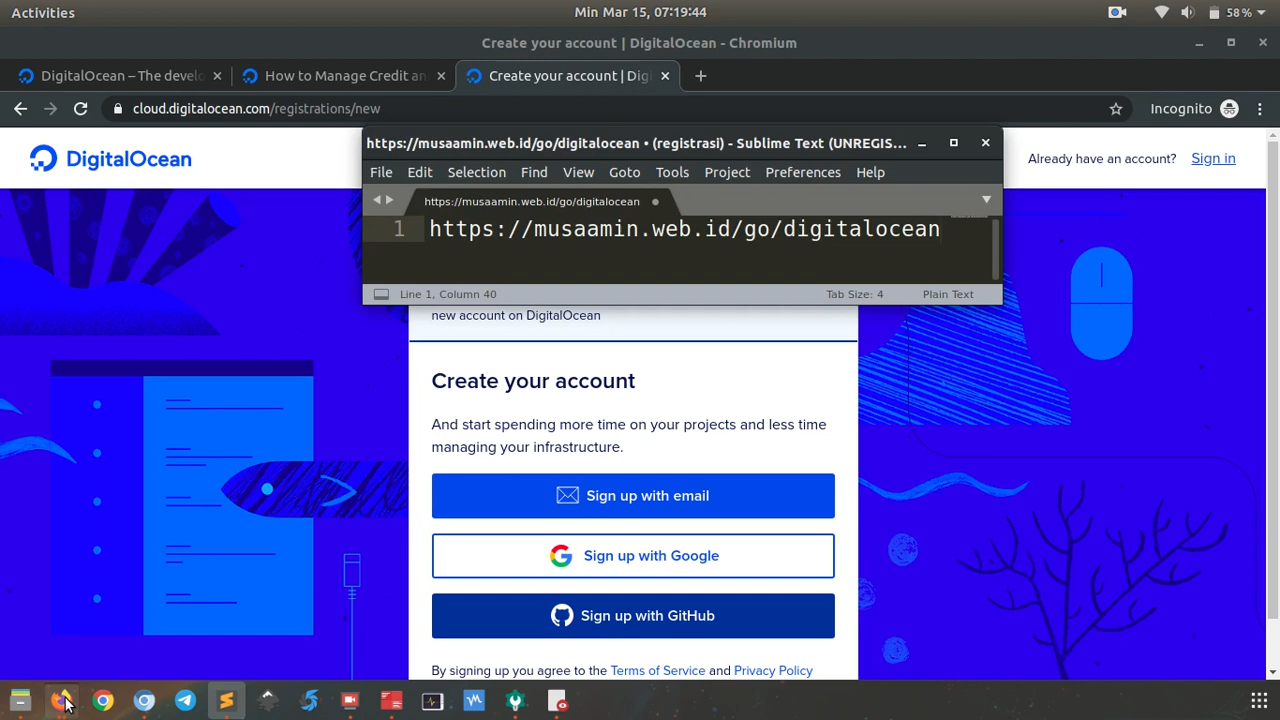 Activities
Min Mar 15, 07:19:44
58 %
Create your account | DigitalOcean - Chromium
DigitalOcean – The develo
How to Manage Credit an
Create your account | Digi
cloud.digitalocean.com/registrations/new
Incognito
DigitalOcean
Already have an account? Sign in
https://musaamin.web.id/go/digitalocean • (registrasi) - Sublime Text (UNREGIS...
File Edit Selection Find View Goto Tools Project Preferences Help
https://musaamin.web.id/go/digitalocean
1 https://musaamin.web.id/go/digitalocean
Line 1, Column 40
Tab Size: 4
Plain Text
new account on DigitalOcean
Create your account
And start spending more time on your projects and less time
managing your infrastructure.
Sign up with email
Sign up with Google
Sign up with GitHub
By signing up you agree to the Terms of Service and Privacy Policy